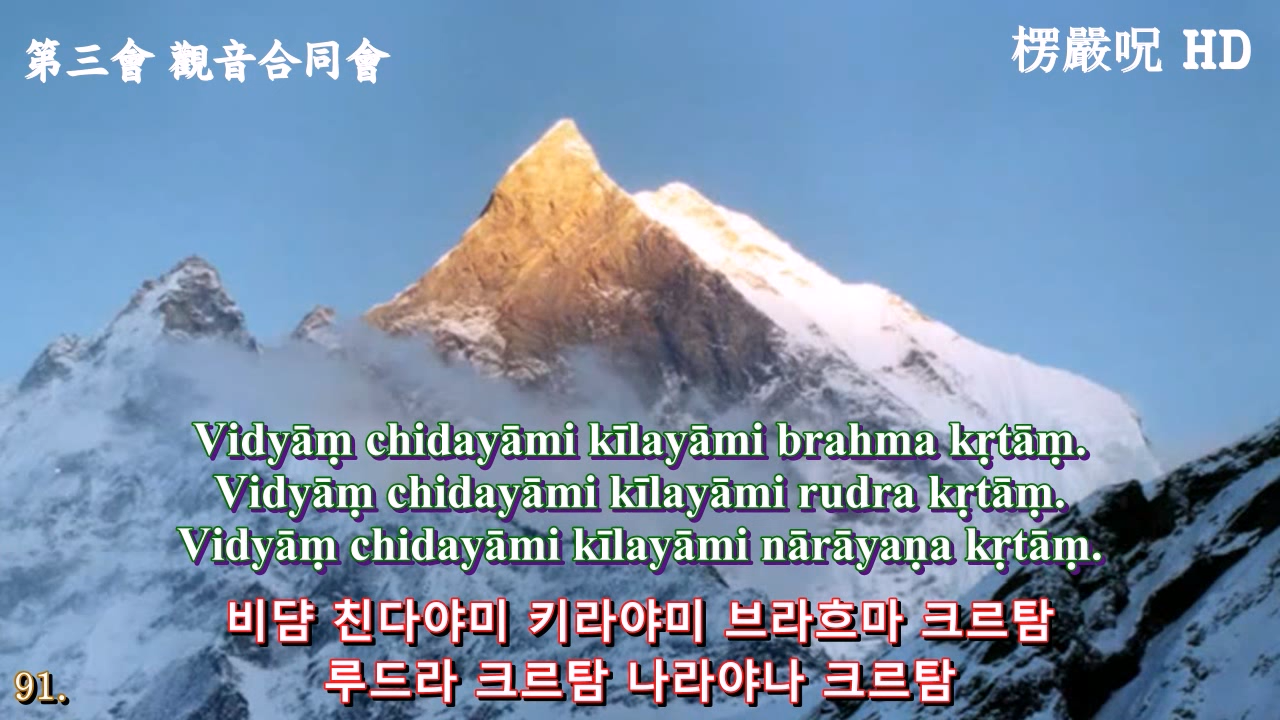 第三會 觀音合同會
楞嚴呪 HD
Vidyāṃ chidayāmi kīlayāmi brahma kṛtāṃ.
Vidyāṃ chidayāmi kīlayāmi rudra kṛtāṃ.
Vidyāṃ chidayāmi kīlayāmi nārāyaṇa kṛtāṃ.
비댬 친다야미 키라야미 브라흐마 크르탐
루드라 크르탐 나라야나 크르탐
91.